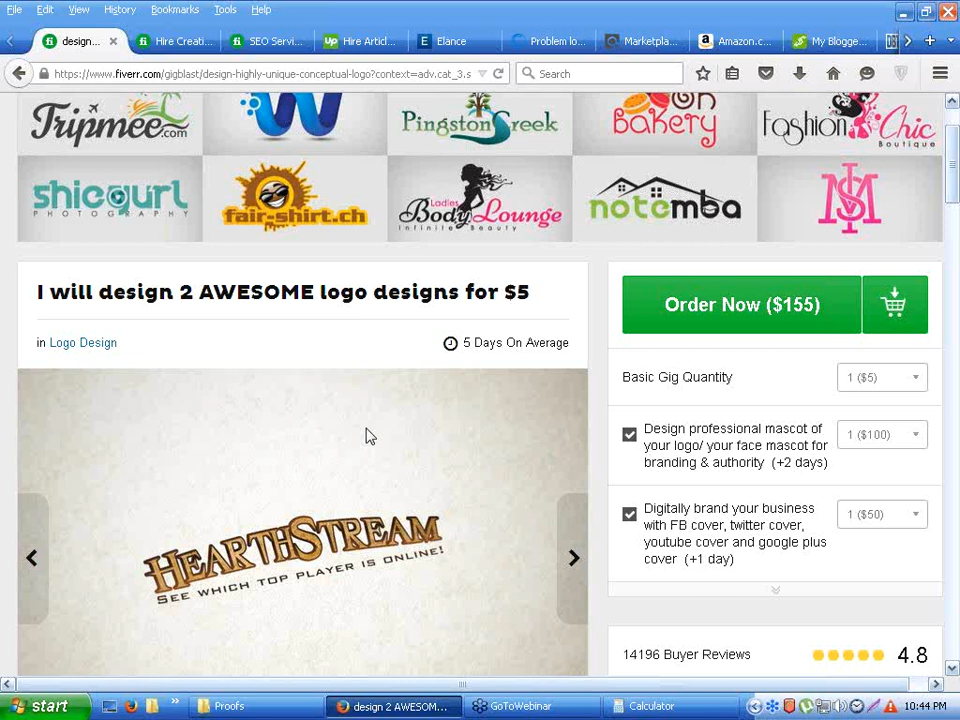 File Edit View History Bookmarks Tools Help
design... Hire Creati... SEO Servi... Hire Articl... Elance Problem lo... Marketpla... Amazon.c... My Blogge...
https://www.fiverr.com/gigblast/design-highly-unique-conceptual-logo?context=adv.cat_3.s Search
Tripmee.com W Pingston Creek Bakery Fashion Chic
Boutique
shicgurl fair-shirt.ch Ladies Body Lounge notemba
PHOTOGRAPHY Infinite Beauty
I will design 2 AWESOME logo designs for $5
in Logo Design 5 Days On Average
HEARTHSTREAM
SEE WHICH TOP PLAYER IS ONLINE!
Order Now ($155)
Basic Gig Quantity 1 ($5)
Design professional mascot of
your logo/ your face mascot for
branding & authority (+2 days)
1 ($100)
Digitally brand your business
with FB cover, twitter cover,
youtube cover and google plus
cover (+1 day)
1 ($50)
14196 Buyer Reviews 4.8
start Proofs design 2 AWESOM... GoToWebinar Calculator 10:44 PM